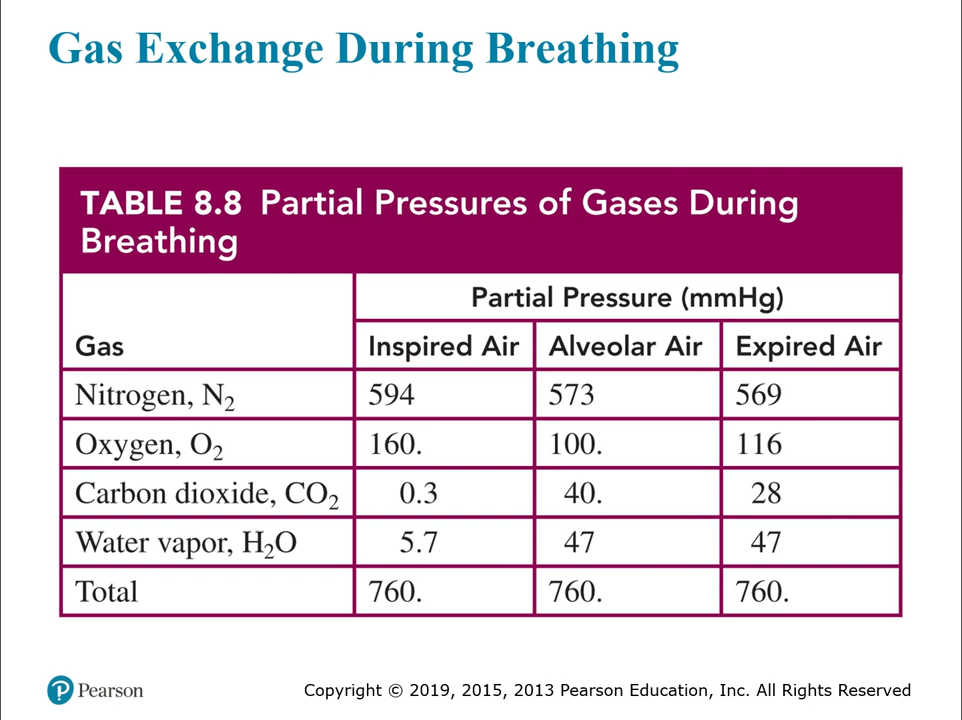 Gas Exchange During Breathing
TABLE 8.8 Partial Pressures of Gases During
Breathing
Partial Pressure (mmHg)
Gas Inspired Air Alveolar Air Expired Air
Nitrogen, N₂ 594 573 569
Oxygen, O₂ 160. 100. 116
Carbon dioxide, CO₂ 0.3 40. 28
Water vapor, H₂O 5.7 47 47
Total 760. 760. 760.
Pearson Copyright © 2019, 2015, 2013 Pearson Education, Inc. All Rights Reserved